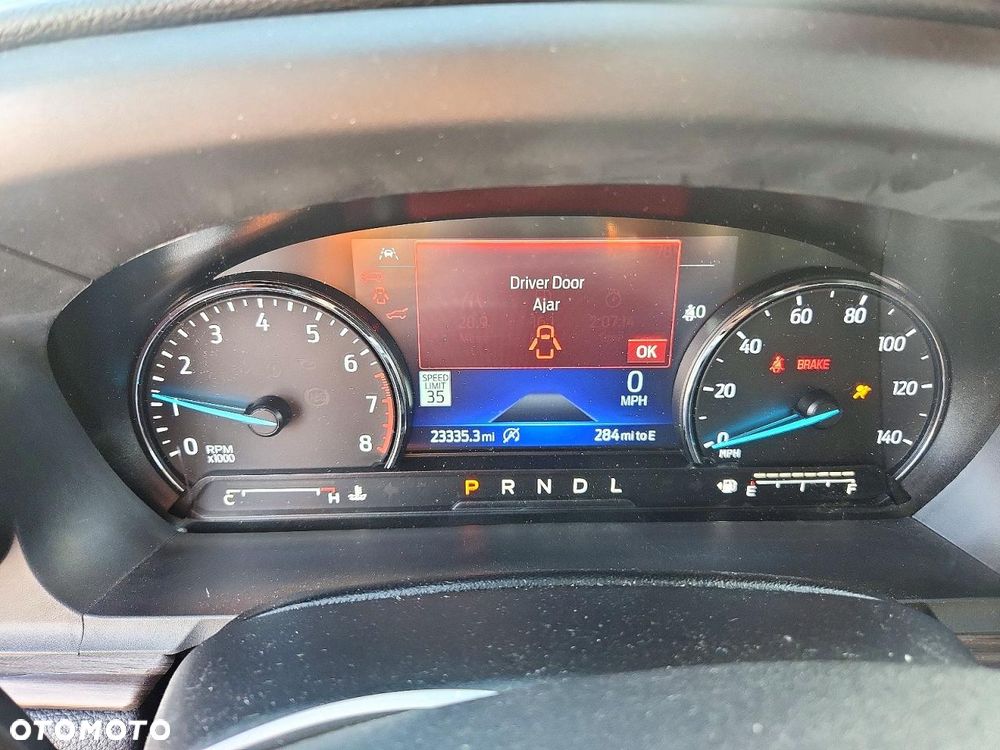 Driver Door
Ajar
OK
SPEED
LIMIT
35
0
MPH
23335.3 mi
284 mi to E
0 1 2 3 4 5 6 7 8
RPM
x1000
0 20 40 60 80 100 120 140
MPH
BRAKE
C H
P R N D L
E F
OTOMOTO